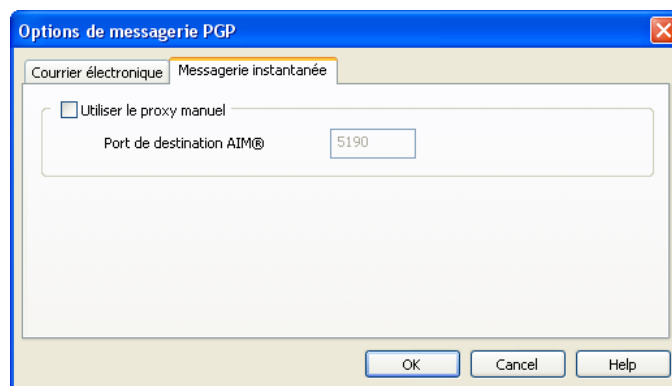 Options de messagerie PGP
Courrier électronique Messagerie instantanée
Utiliser le proxy manuel
Port de destination AIM® 5190
OK Cancel Help